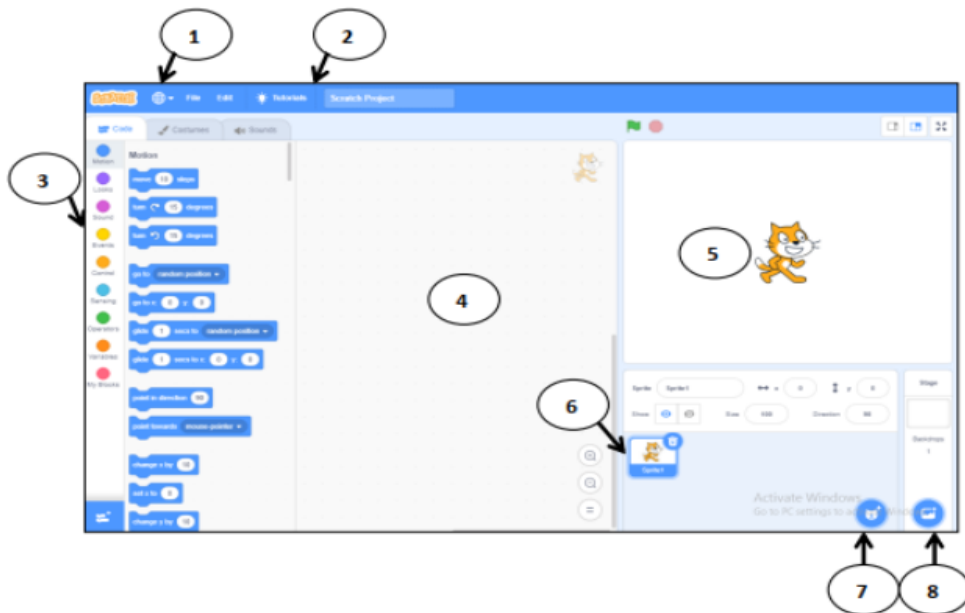 1
2
SCRATCH File Edit Tutorials Scratch Project
Code Costumes Sounds
3
Motion
Looks
Sound
Events
Control
Sensing
Operators
Variables
My Blocks
Motion
move 10 steps
turn 15 degrees
turn 15 degrees
go to random position
go to x: 0 y: 0
glide 1 secs to random position
glide 1 secs to x: 0 y: 0
point in direction 90
point towards mouse-pointer
change x by 10
set x to 0
change y by 10
4
5
6
Sprite Sprite1 x 0 y 0
Show Size 100 Direction 90
Sprite1
Stage
Backdrops
1
Activate Windows
Go to PC settings to
7
8